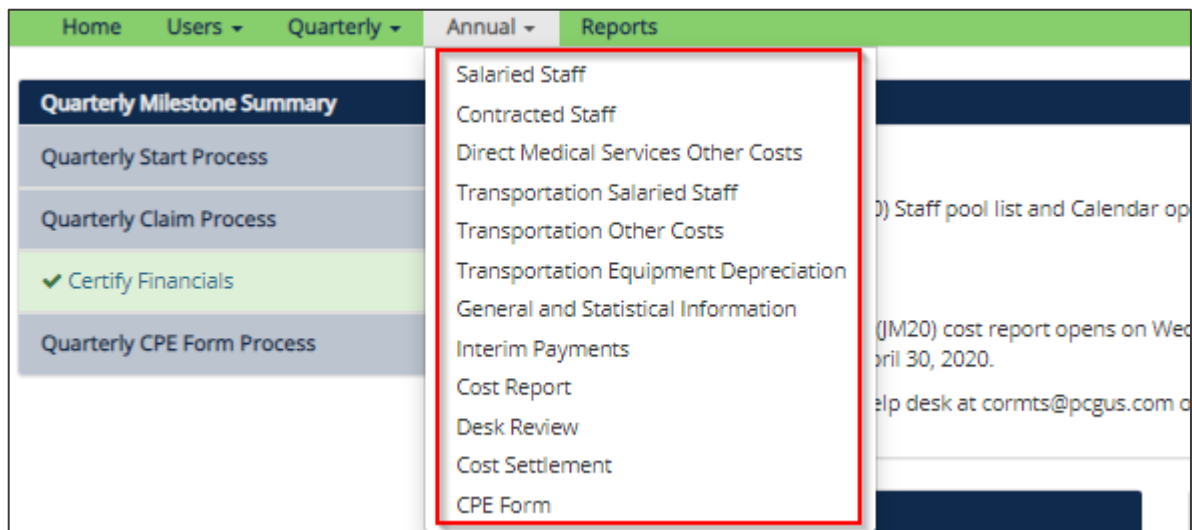 Home Users Quarterly Annual Reports
Salaried Staff
Contracted Staff
Direct Medical Services Other Costs
Transportation Salaried Staff
Transportation Other Costs
Transportation Equipment Depreciation
General and Statistical Information
Interim Payments
Cost Report
Desk Review
Cost Settlement
CPE Form
Quarterly Milestone Summary
Quarterly Start Process
Quarterly Claim Process
Certify Financials
Quarterly CPE Form Process
0) Staff pool list and Calendar op
(JM20) cost report opens on Wed
pril 30, 2020.
elp desk at cormts@pcgus.com o